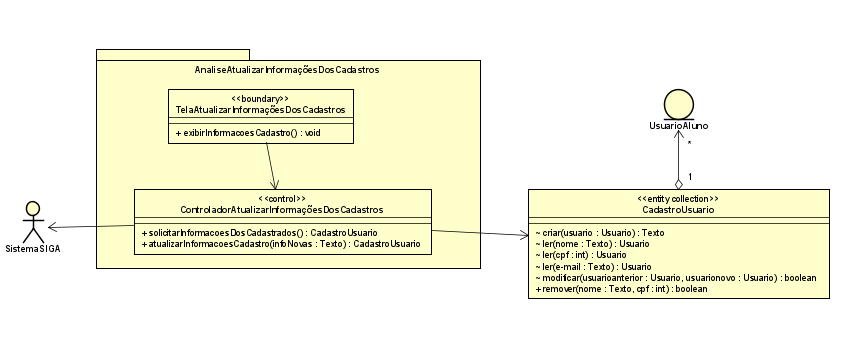 AnaliseAtualizarInformaçõesDosCadastros
<<boundary>>
TelaAtualizarInformaçõesDosCadastros
+ exibirInformacoesCadastro() : void
UsuarioAluno
*
1
<<control>>
ControladorAtualizarInformaçõesDosCadastros
+ solicitarInformacoesDosCadastrados() : CadastroUsuario
+ atualizarInformacoesCadastro(infoNovas : Texto) : CadastroUsuario
SistemaSIGA
<<entity collection>>
CadastroUsuario
~ criar(usuario : Usuario) : Texto
~ ler(nome : Texto) : Usuario
~ ler(cpf : int) : Usuario
~ ler(e-mail : Texto) : Usuario
~ modificar(usuarioanterior : Usuario, usuarionovo : Usuario) : boolean
+ remover(nome : Texto, cpf : int) : boolean